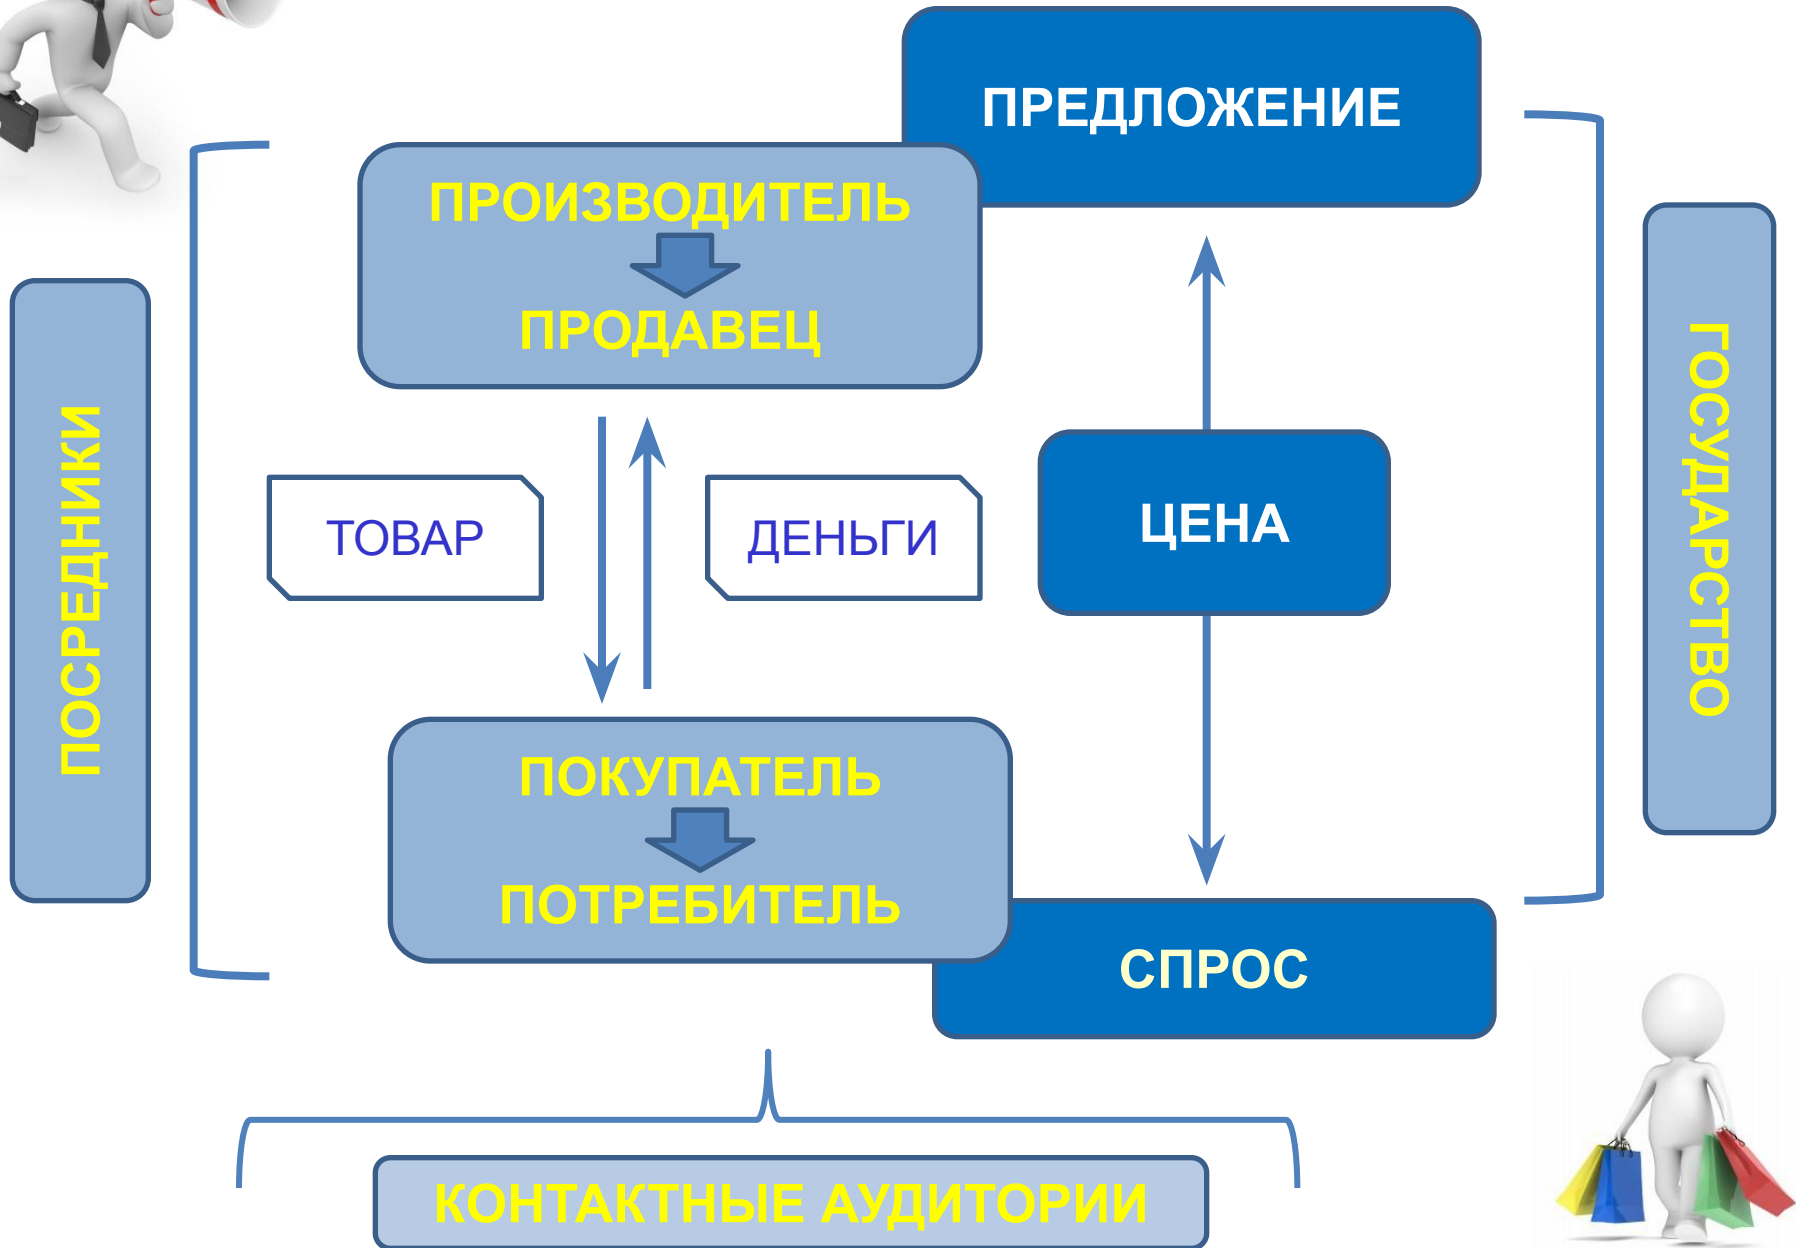 ПРЕДЛОЖЕНИЕ
ПРОИЗВОДИТЕЛЬ
ПРОДАВЕЦ
ПОСРЕДНИКИ
ГОСУДАРСТВО
ТОВАР
ДЕНЬГИ
ЦЕНА
ПОКУПАТЕЛЬ
ПОТРЕБИТЕЛЬ
СПРОС
КОНТАКТНЫЕ АУДИТОРИИ